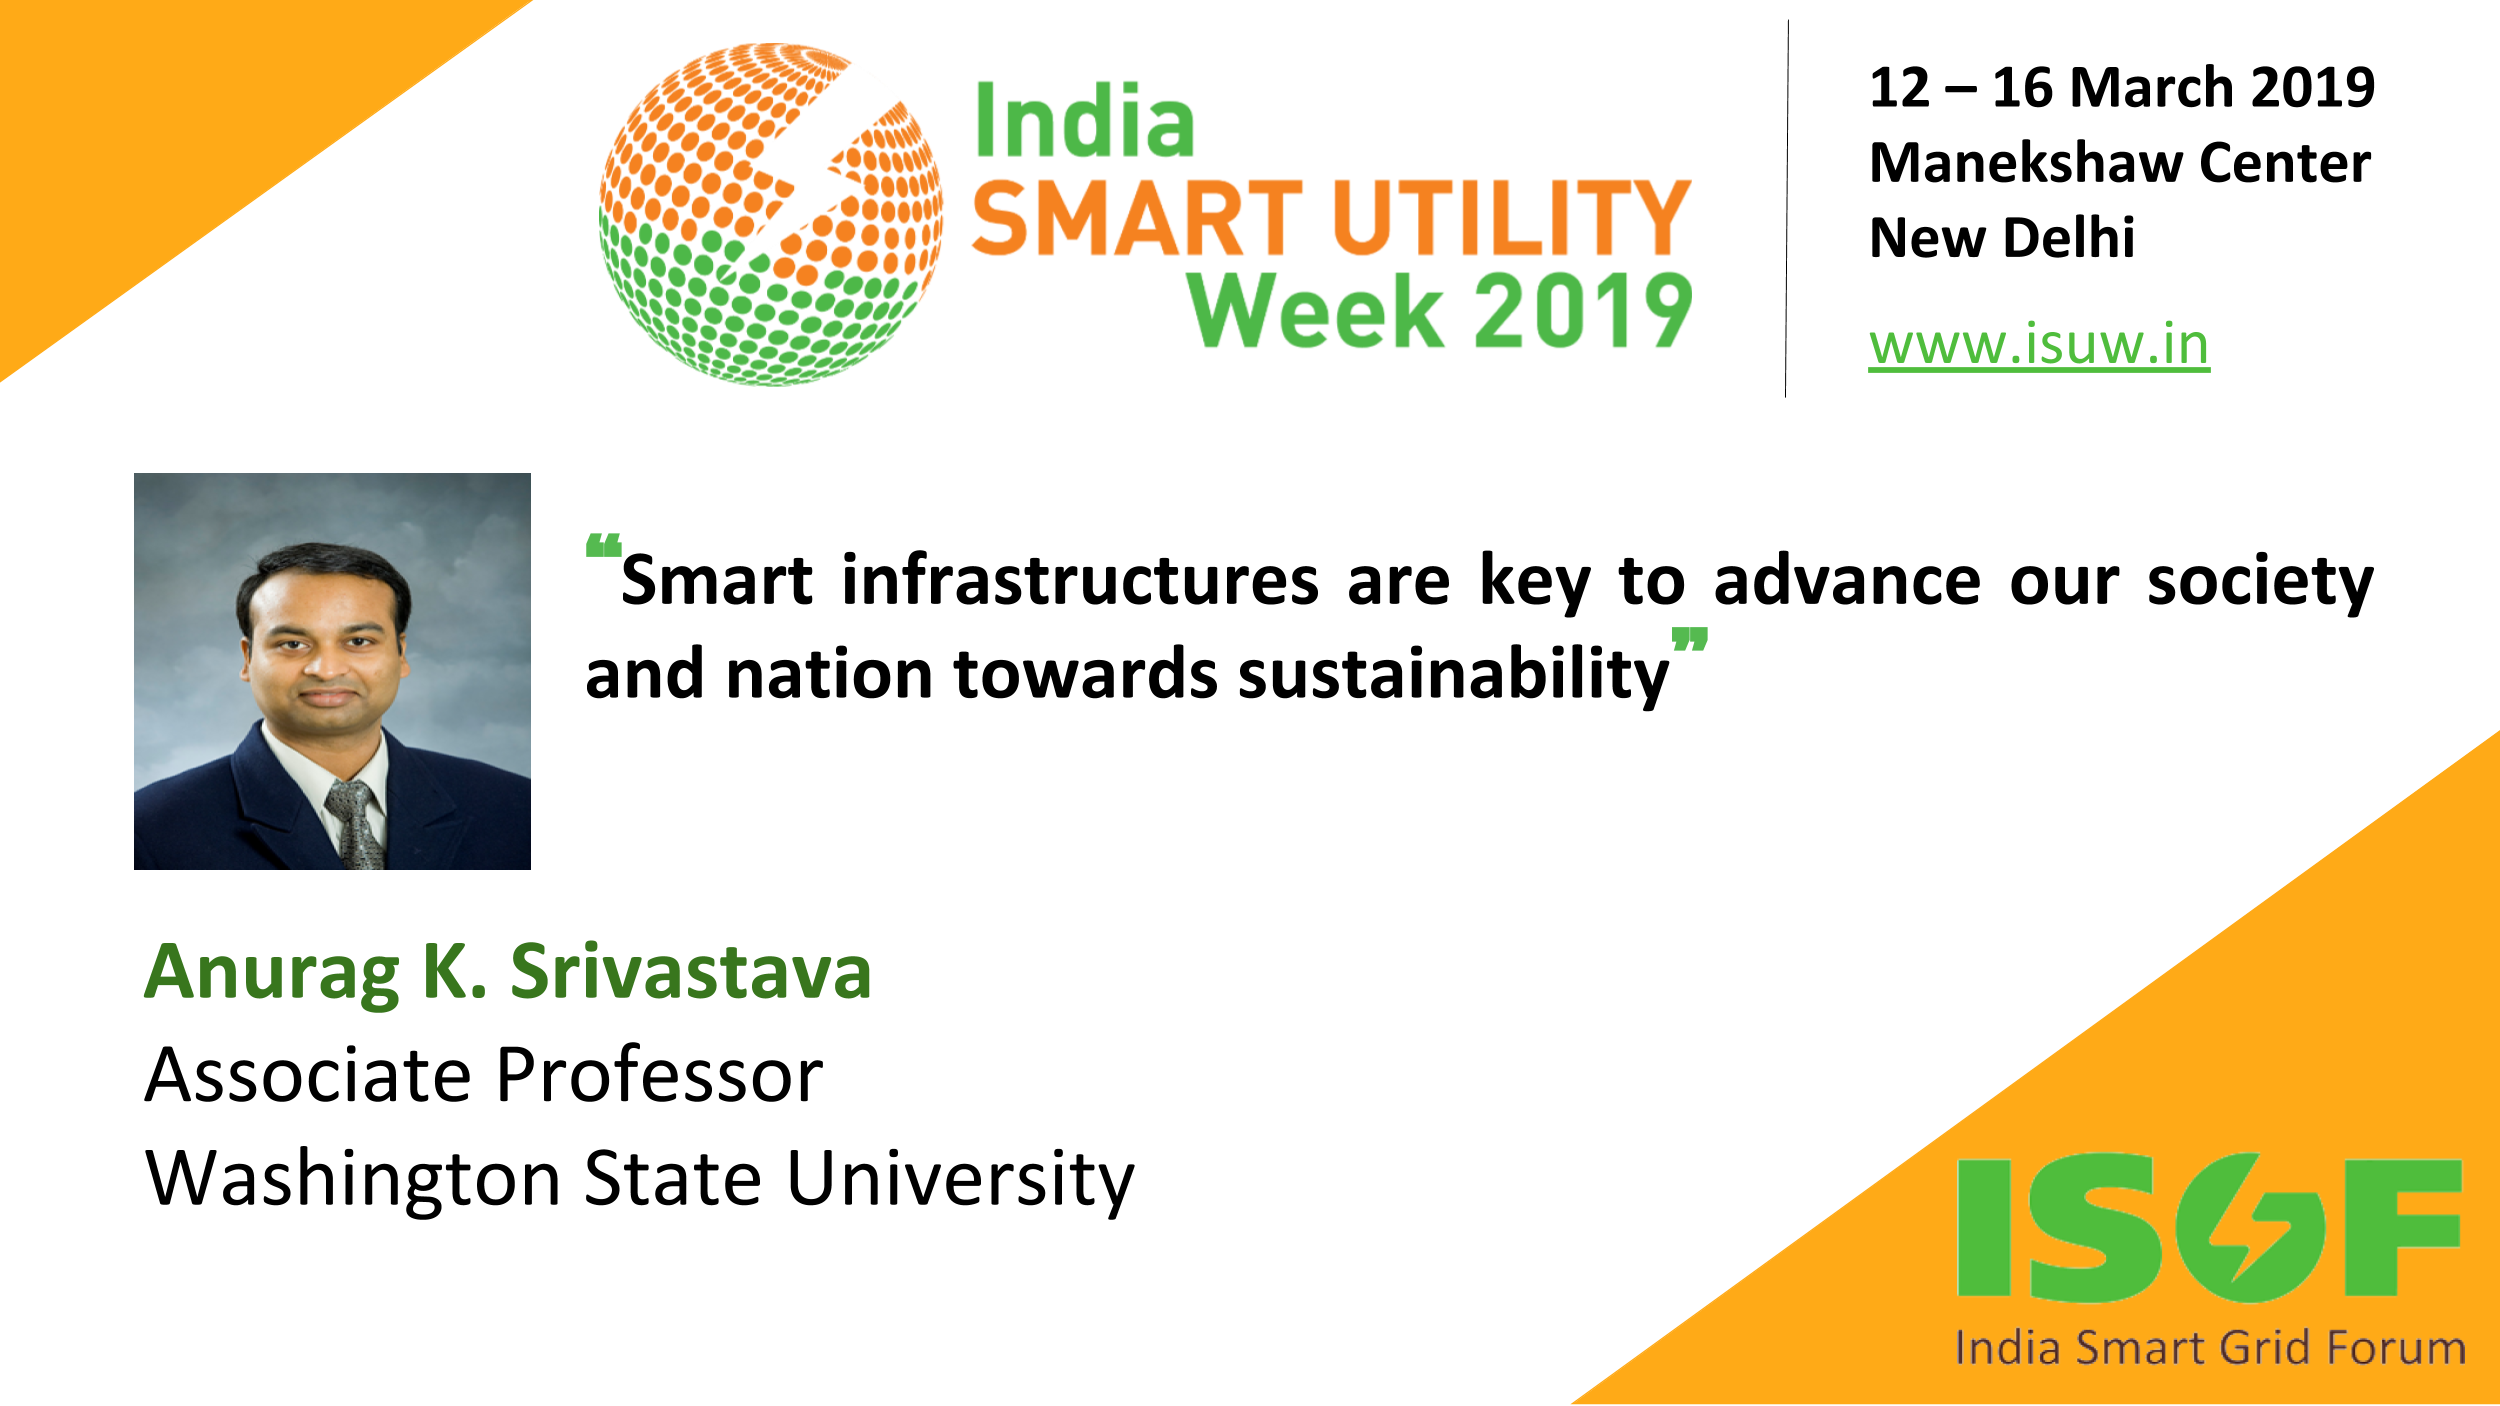 India
SMART UTILITY
Week 2019
12 – 16 March 2019
Manekshaw Center
New Delhi
www.isuw.in
❝Smart infrastructures are key to advance our society
and nation towards sustainability❞
Anurag K. Srivastava
Associate Professor
Washington State University
ISGF
India Smart Grid Forum